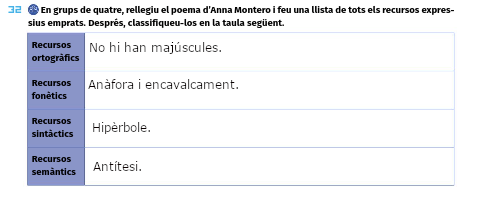 32 En grups de quatre, rellegiu el poema d'Anna Montero i feu una llista de tots els recursos expres-
sius emprats. Després, classifiqueu-los en la taula següent.
Recursos
ortogràfics
No hi han majúscules.
Recursos
fonètics
Anàfora i encavalcament.
Recursos
sintàctics
Hipèrbole.
Recursos
semàntics
Antítesi.